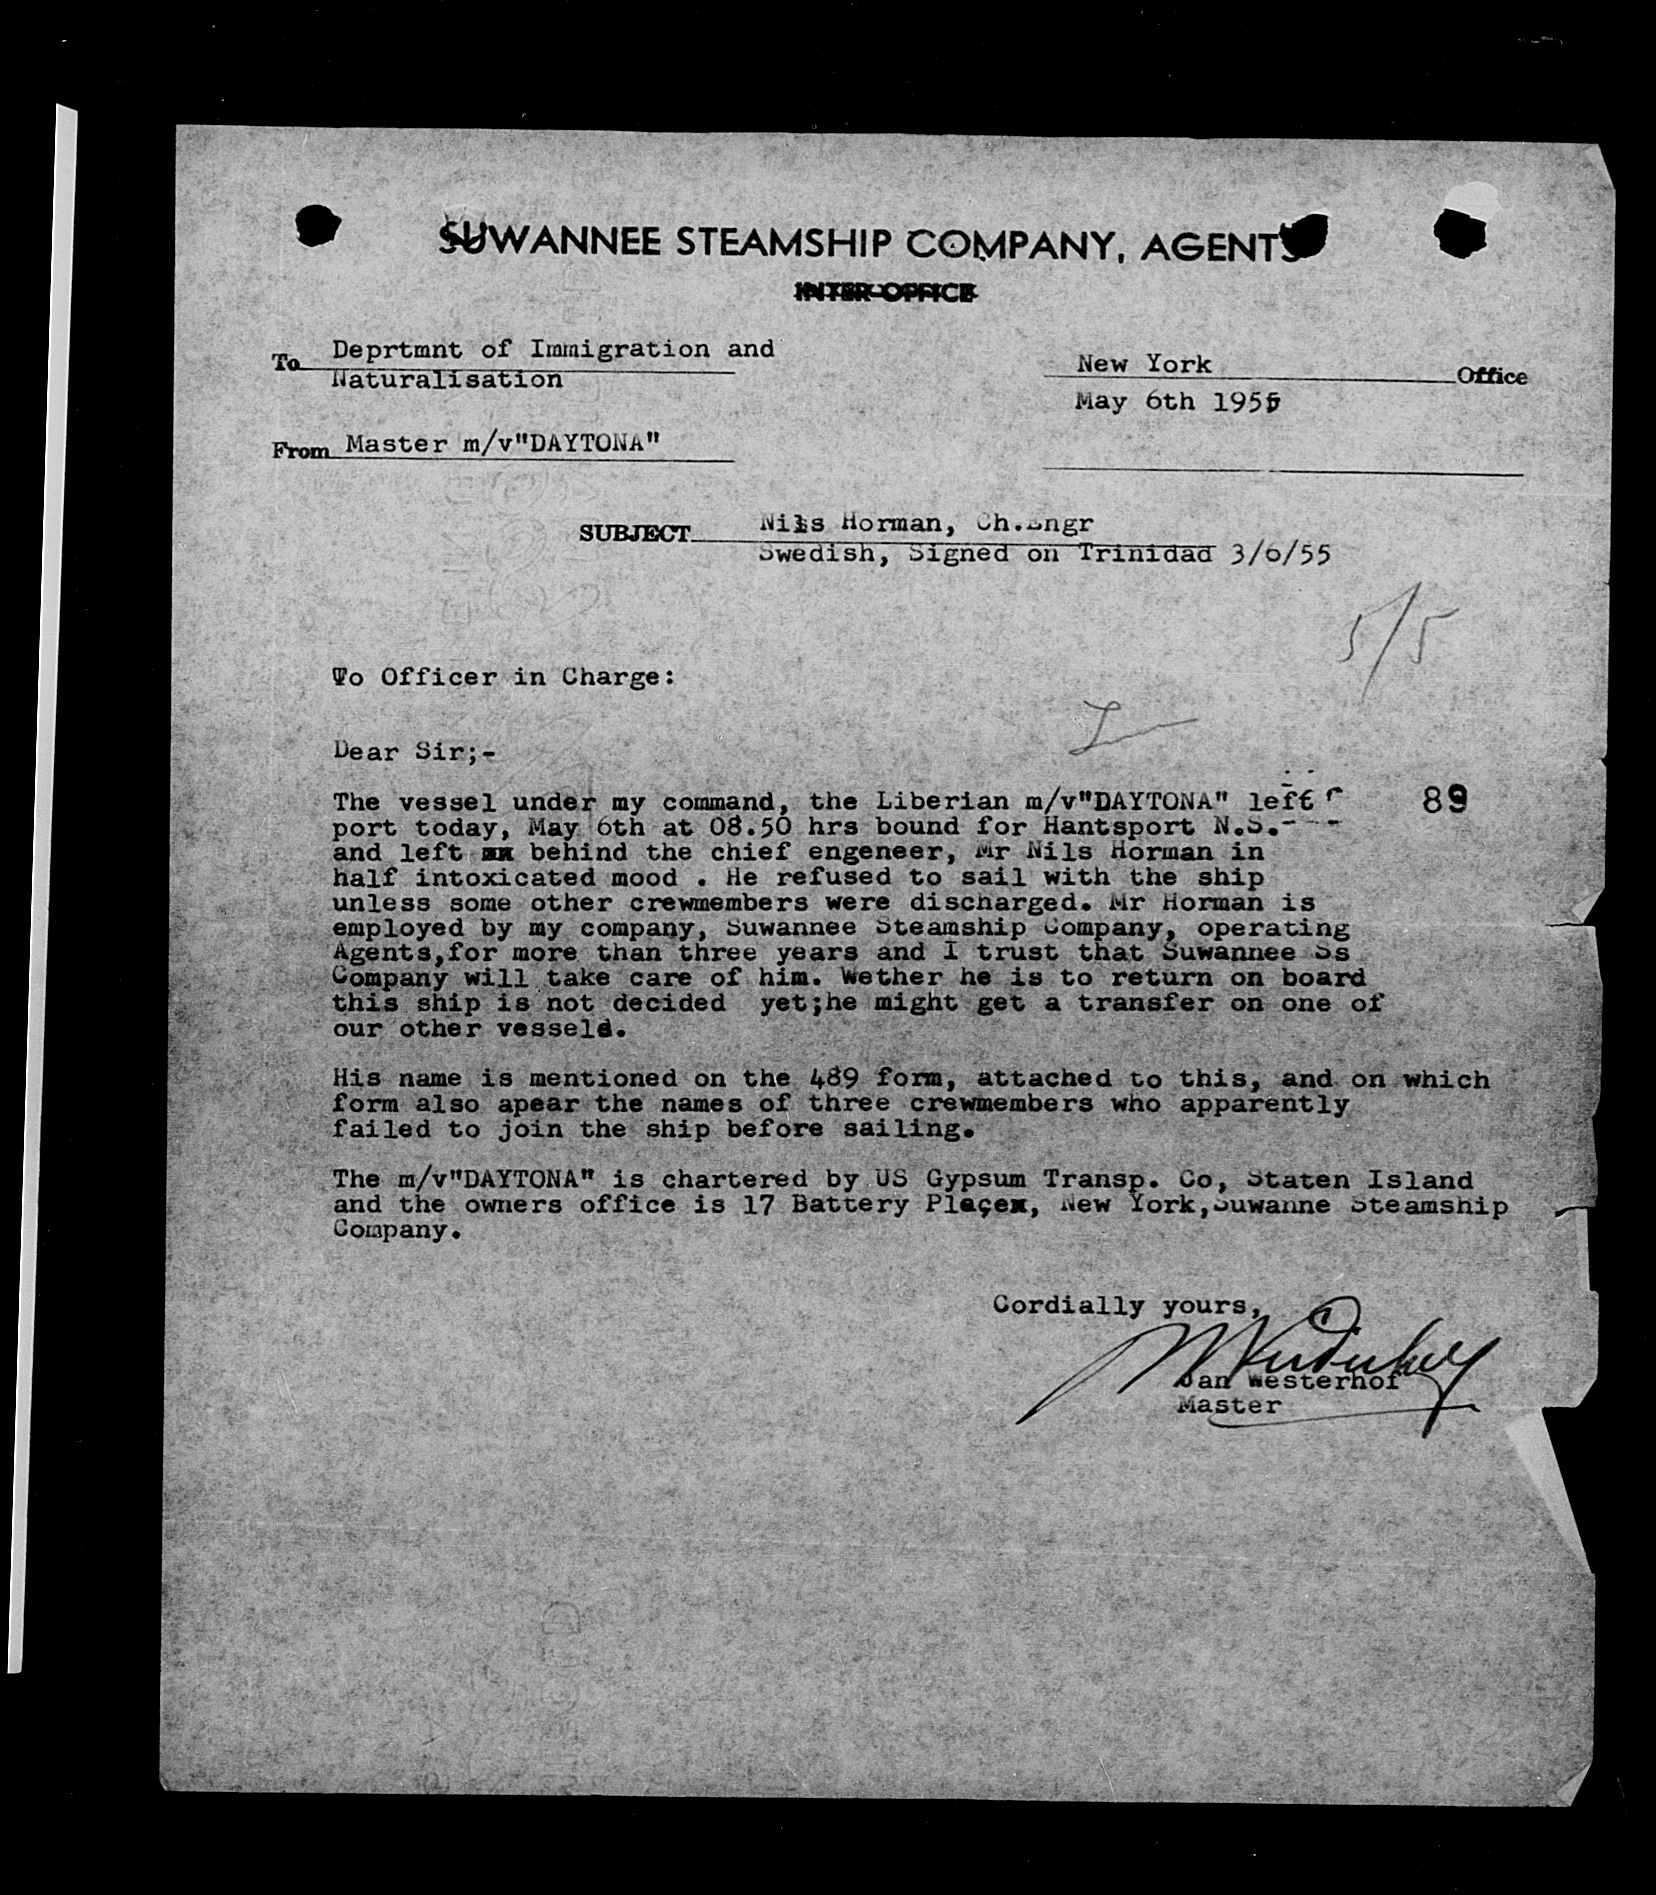 SUWANNEE STEAMSHIP COMPANY, AGENTS
INTER-OFFICE
To Deprtmnt of Immigration and
Naturalisation
New York Office
May 6th 1955
From Master m/v"DAYTONA"
SUBJECT Nils Horman, Ch.Engr
Swedish, Signed on Trinidad 3/6/55
5/5
To Officer in Charge:
Dear Sir;-
The vessel under my command, the Liberian m/v"DAYTONA" left
89
port today, May 6th at 08.50 hrs bound for Hantsport N.S.
and left behind the chief engeneer, Mr Nils Horman in
half intoxicated mood . He refused to sail with the ship
unless some other crewmembers were discharged. Mr Horman is
employed by my company, Suwannee Steamship Company, operating
Agents,for more than three years and I trust that Suwannee Ss
Company will take care of him. Wether he is to return on board
this ship is not decided yet;he might get a transfer on one of
our other vessels.
His name is mentioned on the 489 form, attached to this, and on which
form also apear the names of three crewmembers who apparently
failed to join the ship before sailing.
The m/v"DAYTONA" is chartered by US Gypsum Transp. Co, Staten Island
and the owners office is 17 Battery Place, New York,Suwanne Steamship
Company.
Cordially yours,
Jan Westerhof
Master